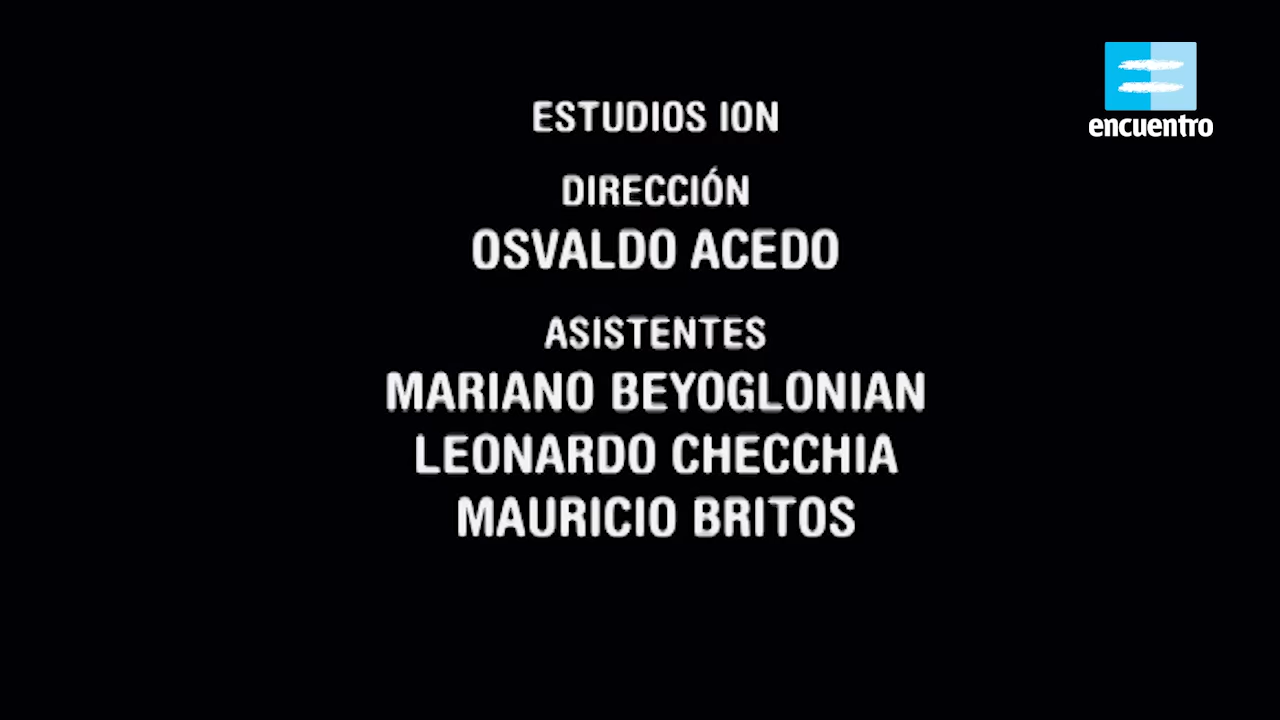 ESTUDIOS ION
DIRECCIÓN
OSVALDO ACEDO
ASISTENTES
MARIANO BEYOGLONIAN
LEONARDO CHECCHIA
MAURICIO BRITOS
encuentro